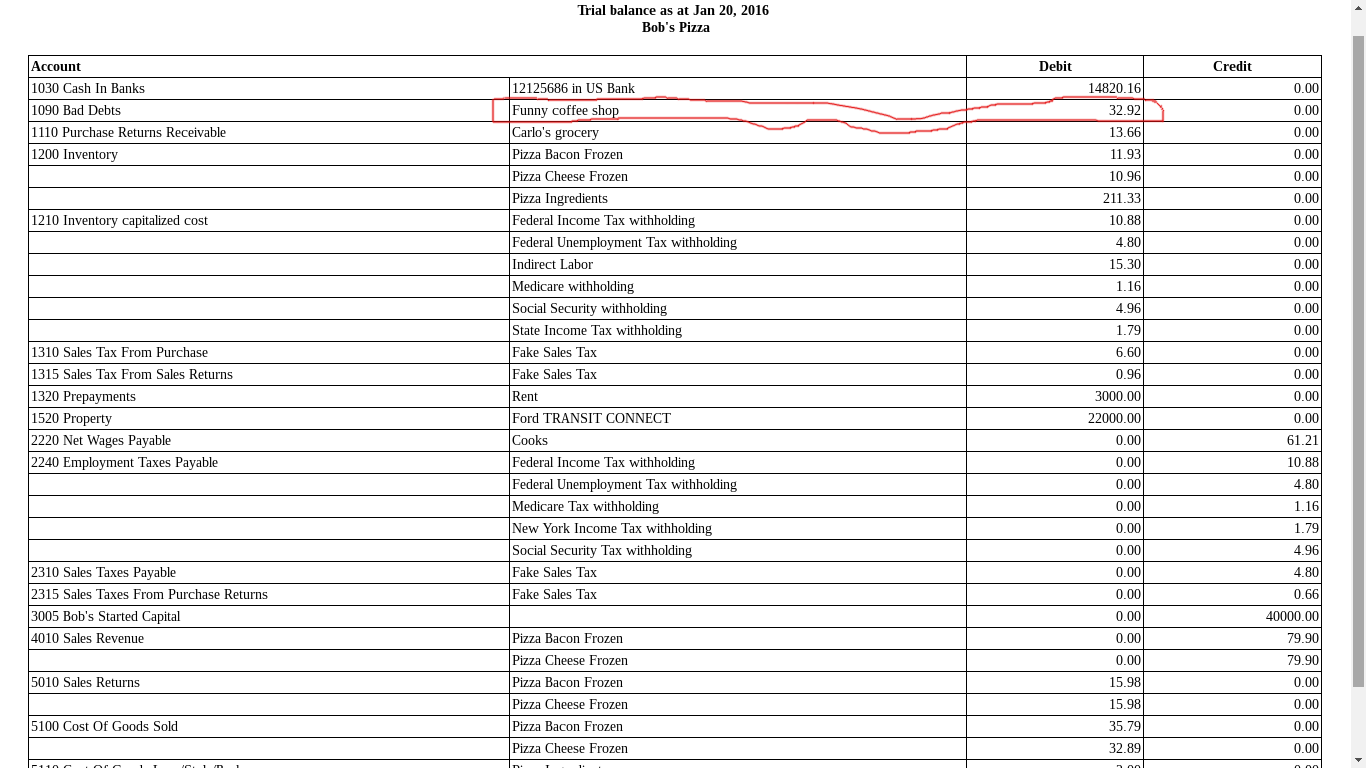 Trial balance as at Jan 20, 2016
Bob's Pizza
Account Debit Credit
1030 Cash In Banks 12125686 in US Bank 14820.16 0.00
1090 Bad Debts Funny coffee shop 32.92 0.00
1110 Purchase Returns Receivable Carlo's grocery 13.66 0.00
1200 Inventory Pizza Bacon Frozen 11.93 0.00
Pizza Cheese Frozen 10.96 0.00
Pizza Ingredients 211.33 0.00
1210 Inventory capitalized cost Federal Income Tax withholding 10.88 0.00
Federal Unemployment Tax withholding 4.80 0.00
Indirect Labor 15.30 0.00
Medicare withholding 1.16 0.00
Social Security withholding 4.96 0.00
State Income Tax withholding 1.79 0.00
1310 Sales Tax From Purchase Fake Sales Tax 6.60 0.00
1315 Sales Tax From Sales Returns Fake Sales Tax 0.96 0.00
1320 Prepayments Rent 3000.00 0.00
1520 Property Ford TRANSIT CONNECT 22000.00 0.00
2220 Net Wages Payable Cooks 0.00 61.21
2240 Employment Taxes Payable Federal Income Tax withholding 0.00 10.88
Federal Unemployment Tax withholding 0.00 4.80
Medicare Tax withholding 0.00 1.16
New York Income Tax withholding 0.00 1.79
Social Security Tax withholding 0.00 4.96
2310 Sales Taxes Payable Fake Sales Tax 0.00 4.80
2315 Sales Taxes From Purchase Returns Fake Sales Tax 0.00 0.66
3005 Bob's Started Capital 0.00 40000.00
4010 Sales Revenue Pizza Bacon Frozen 0.00 79.90
Pizza Cheese Frozen 0.00 79.90
5010 Sales Returns Pizza Bacon Frozen 15.98 0.00
Pizza Cheese Frozen 15.98 0.00
5100 Cost Of Goods Sold Pizza Bacon Frozen 35.79 0.00
Pizza Cheese Frozen 32.89 0.00